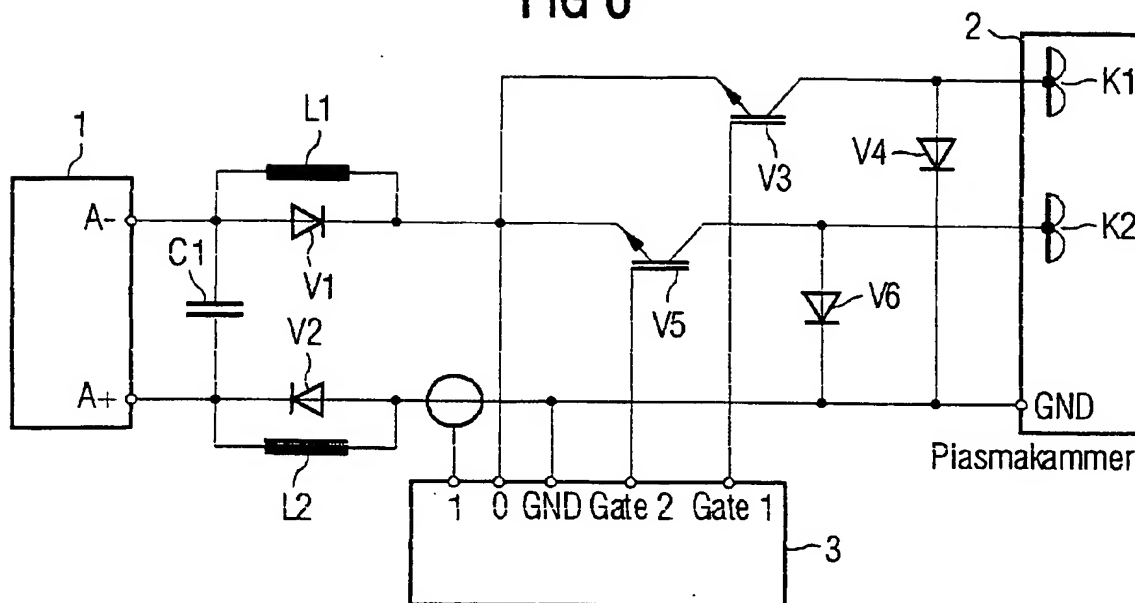 2
K1
1
L1
V4
V3
A-
K2
C1
V1
V6
V5
V2
A+
GND
Plasmakammer
L2
1 0 GND Gate 2 Gate 1
3